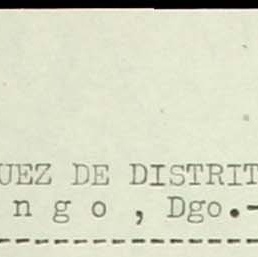 UEZ DE DISTRIT
n g o , Dgo.-
---------------------